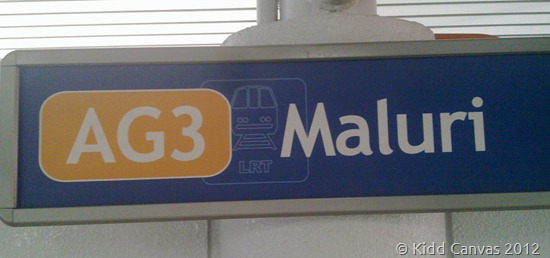 AG3 LRT Maluri
© Kidd Canvas 2012